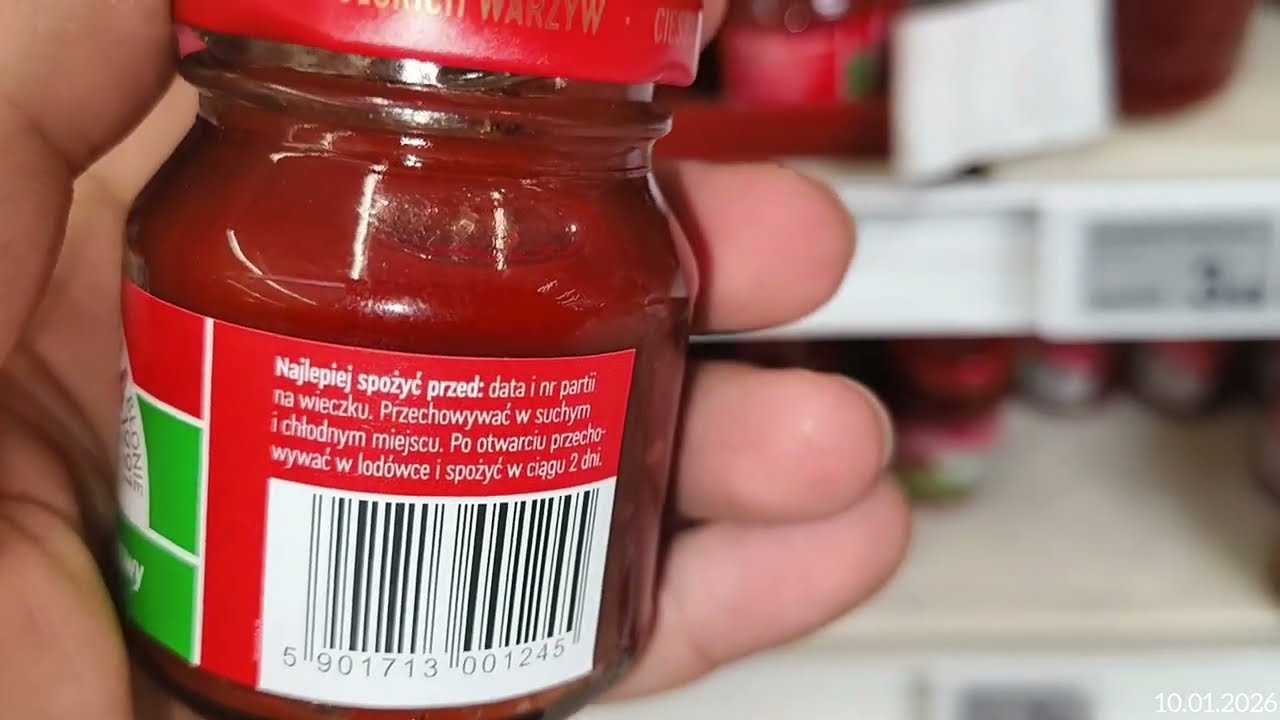 WARZYW
Najlepiej spożyć przed: data i nr partii
na wieczku. Przechowywać w suchym
i chłodnym miejscu. Po otwarciu przecho-
wywać w lodówce i spożyć w ciągu 2 dni.
5 901713 001245
10.01.2026